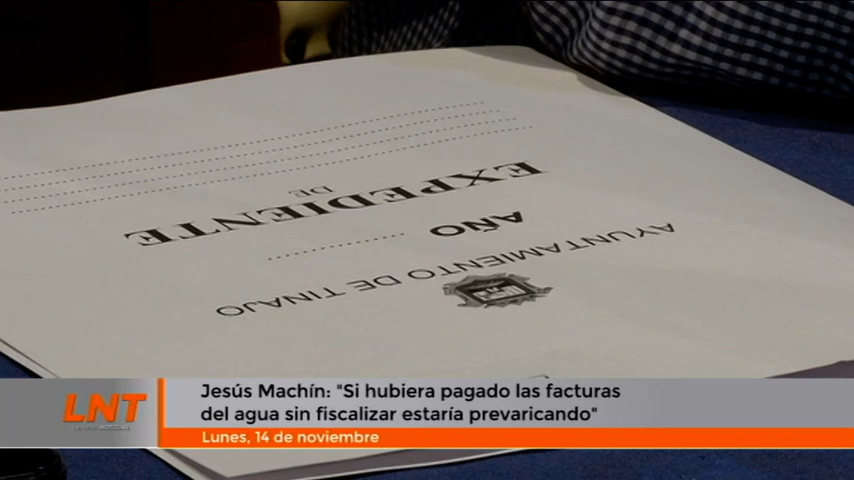 AYUNTAMIENTO DE TINAJO
AÑO
EXPEDIENTE
DE
LNT
Jesús Machín: "Si hubiera pagado las facturas
del agua sin fiscalizar estaría prevaricando"
Lunes, 14 de noviembre